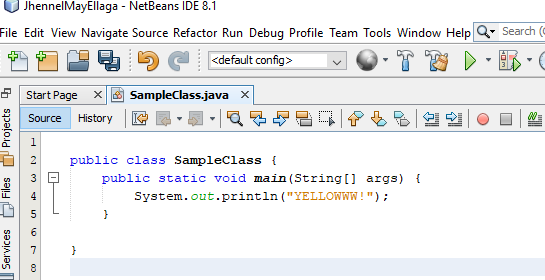 JhennelMayEllaga - NetBeans IDE 8.1
File Edit View Navigate Source Refactor Run Debug Profile Team Tools Window Help
<default config>
Start Page
SampleClass.java
Source History
Projects
Files
Services
1
2 public class SampleClass {
3 public static void main(String[] args) {
4 System.out.println("YELLOWWW!");
5 }
6
7 }
8